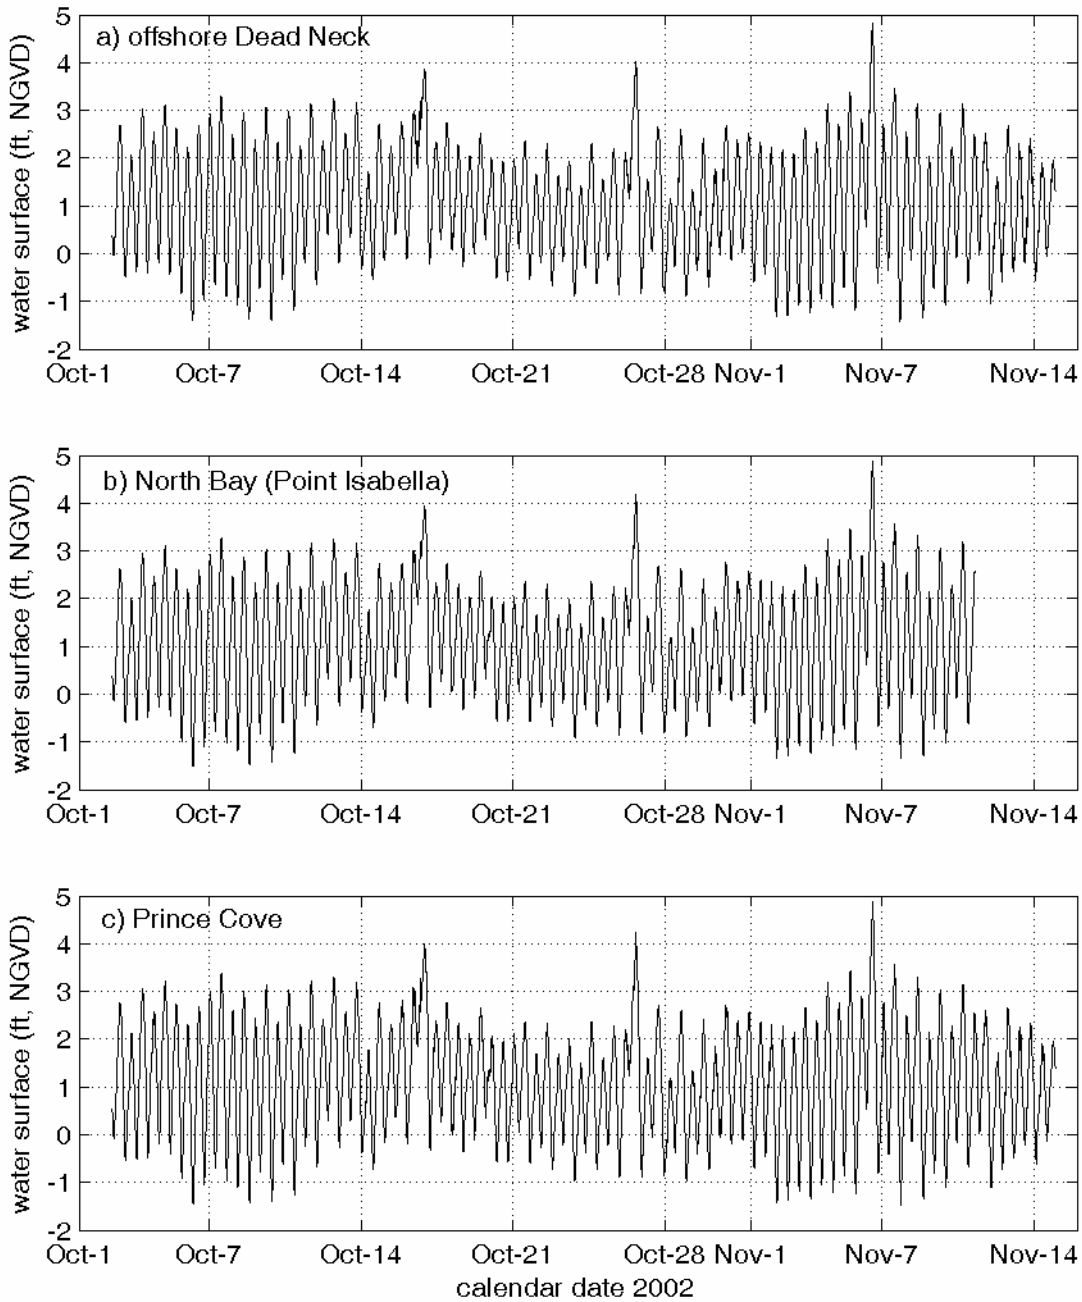 a) offshore Dead Neck
water surface (ft, NGVD)
5
4
3
2
1
0
-1
-2
Oct-1 Oct-7 Oct-14 Oct-21 Oct-28 Nov-1 Nov-7 Nov-14
b) North Bay (Point Isabella)
water surface (ft, NGVD)
5
4
3
2
1
0
-1
-2
Oct-1 Oct-7 Oct-14 Oct-21 Oct-28 Nov-1 Nov-7 Nov-14
c) Prince Cove
water surface (ft, NGVD)
5
4
3
2
1
0
-1
-2
Oct-1 Oct-7 Oct-14 Oct-21 Oct-28 Nov-1 Nov-7 Nov-14
calendar date 2002